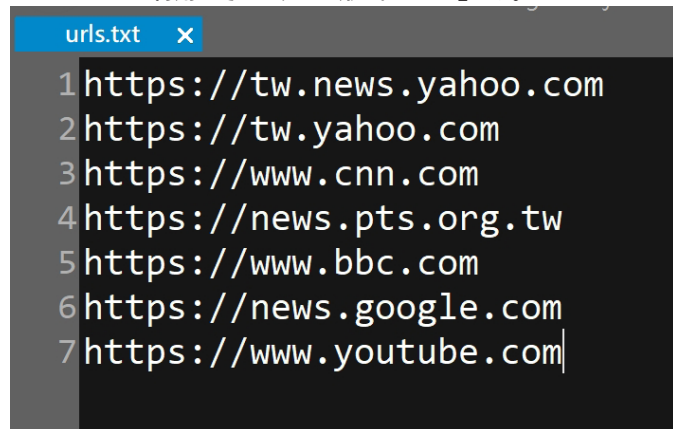 urls.txt ×
1 https://tw.news.yahoo.com
2 https://tw.yahoo.com
3 https://www.cnn.com
4 https://news.pts.org.tw
5 https://www.bbc.com
6 https://news.google.com
7 https://www.youtube.com